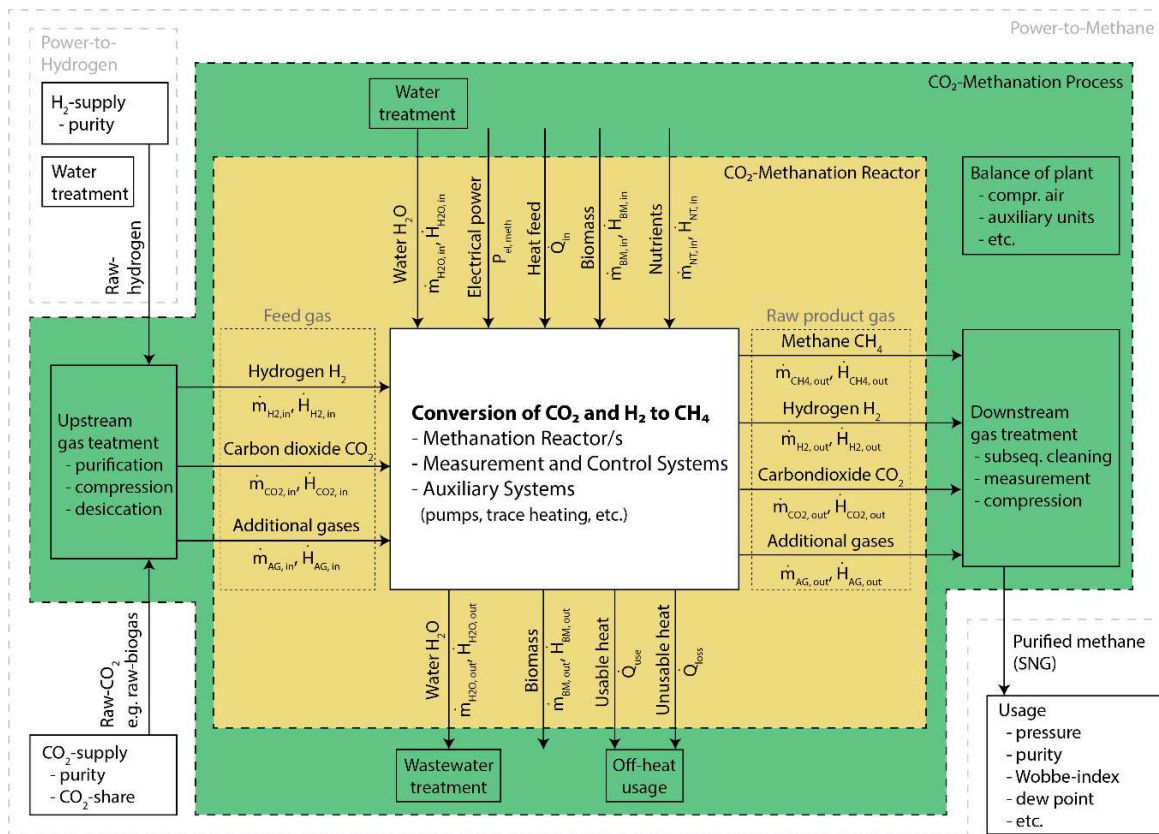 Power-to-Methane
Power-to-
Hydrogen
H2-supply
- purity
Water
treatment
Raw-
hydrogen
CO2-Methanation Process
Water
treatment
CO2-Methanation Reactor
Balance of plant
- compr. air
- auxiliary units
- etc.
Water H2O
ṁH2O, in, ḢH2O, in
Electrical power
Pel, meth
Heat feed
Q̇in
Biomass
ṁBM, in, ḢBM, in
Nutrients
ṁNT, in, ḢNT, in
Feed gas
Hydrogen H2
ṁH2, in, ḢH2, in
Carbon dioxide CO2
ṁCO2, in, ḢCO2, in
Additional gases
ṁAG, in, ḢAG, in
Upstream
gas teatment
- purification
- compression
- desiccation
Conversion of CO2 and H2 to CH4
- Methanation Reactor/s
- Measurement and Control Systems
- Auxiliary Systems
(pumps, trace heating, etc.)
Raw product gas
Methane CH4
ṁCH4, out, ḢCH4, out
Hydrogen H2
ṁH2, out, ḢH2, out
Carbondioxide CO2
ṁCO2, out, ḢCO2, out
Additional gases
ṁAG, out, ḢAG, out
Downstream
gas treatment
- subseq. cleaning
- measurement
- compression
Water H2O
ṁH2O, out, ḢH2O, out
Biomass
ṁBM, out, ḢBM, out
Usable heat
Q̇use
Unusable heat
Q̇loss
Wastewater
treatment
Off-heat
usage
Raw-CO2
e.g. raw-biogas
CO2-supply
- purity
- CO2-share
Purified methane
(SNG)
Usage
- pressure
- purity
- Wobbe-index
- dew point
- etc.